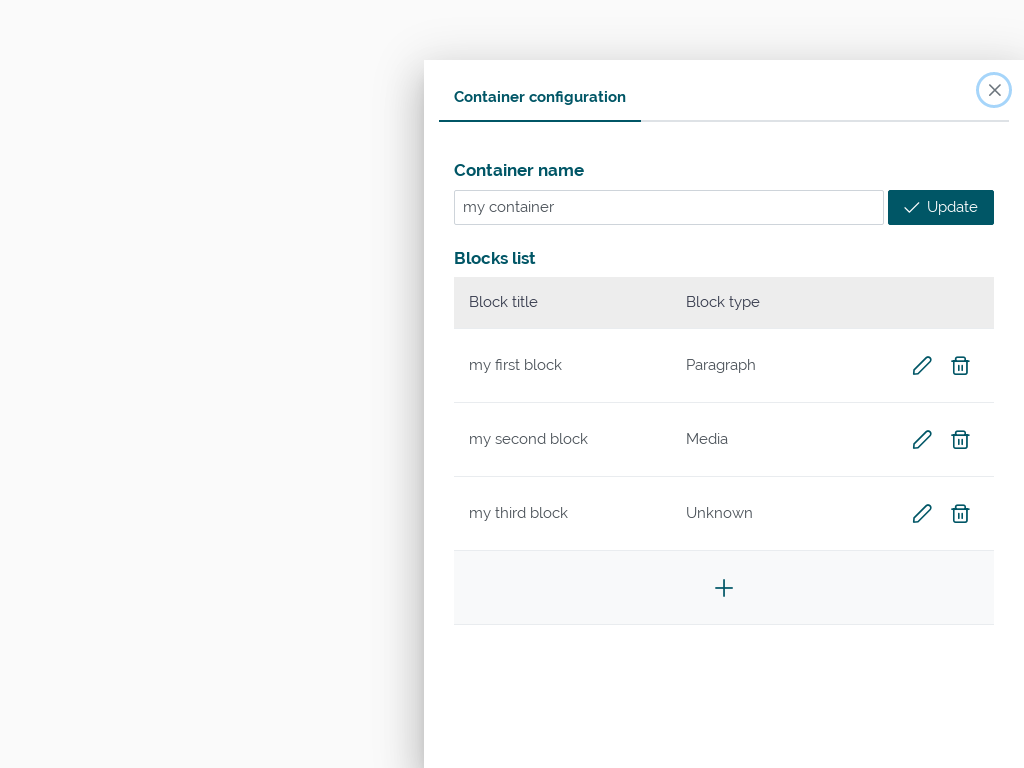 Container configuration
Container name
my container
Update
Blocks list
Block title Block type
my first block Paragraph
my second block Media
my third block Unknown